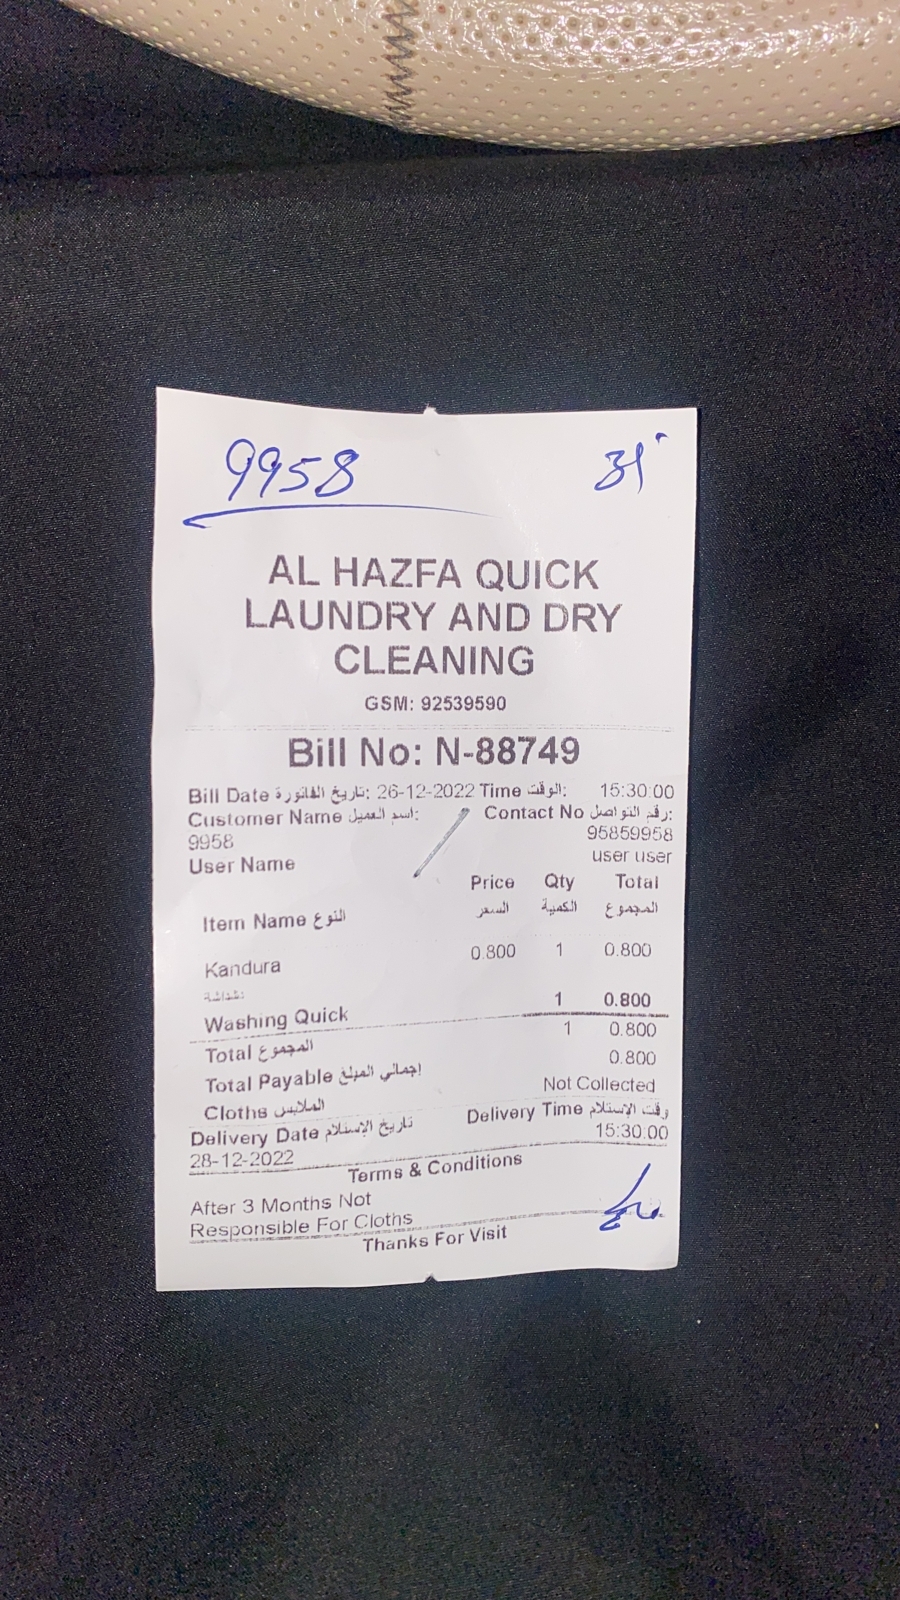 9958
AL HAZFA QUICK
LAUNDRY AND DRY
CLEANING
GSM: 92539590
Bill No: N-88749
Bill Date تاريخ الفاتورة: 26-12-2022 Time الوقت: 15:30:00
Customer Name اسم العميل: Contact No رقم التواصل:
9958 95859958
User Name user user
Price Qty Total
Item Name النوع السعر الكمية المجموع
Kandura 0.800 1 0.800
دشداشة
Washing Quick 1 0.800
Total المجموع 1 0.800
Total Payable إجمالي المبلغ 0.800
Cloths الملابس Not Collected
Delivery Date تاريخ الإستلام Delivery Time وقت الإستلام
28-12-2022 15:30:00
Terms & Conditions
After 3 Months Not
Responsible For Cloths
Thanks For Visit